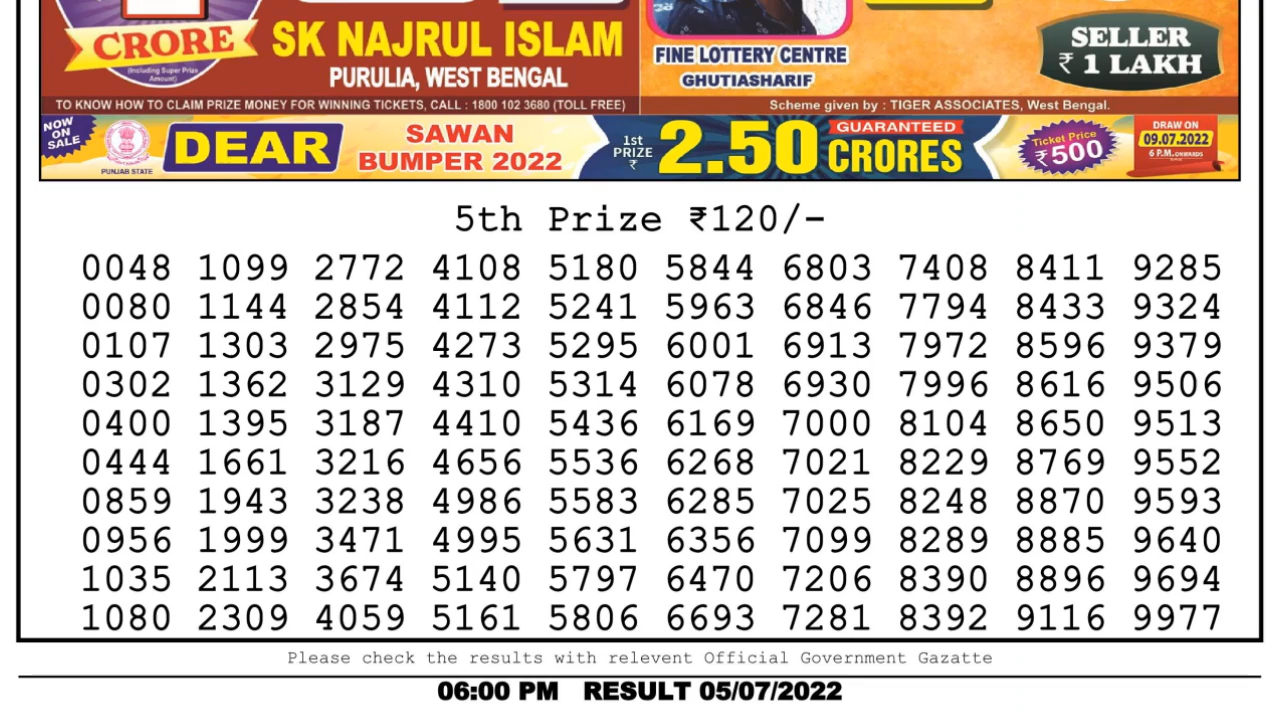 CRORE
(Including Super Prize
Amount)
SK NAJRUL ISLAM
PURULIA, WEST BENGAL
FINE LOTTERY CENTRE
GHUTIASHARIF
SELLER
₹ 1 LAKH
TO KNOW HOW TO CLAIM PRIZE MONEY FOR WINNING TICKETS, CALL : 1800 102 3680 (TOLL FREE)
Scheme given by : TIGER ASSOCIATES, West Bengal.
NOW
ON
SALE
PUNJAB STATE
DEAR
SAWAN
BUMPER 2022
1st
PRIZE
₹
2.50
GUARANTEED
CRORES
Ticket Price
₹500
DRAW ON
09.07.2022
6 P.M. ONWARDS
5th Prize ₹120/-
0048 1099 2772 4108 5180 5844 6803 7408 8411 9285
0080 1144 2854 4112 5241 5963 6846 7794 8433 9324
0107 1303 2975 4273 5295 6001 6913 7972 8596 9379
0302 1362 3129 4310 5314 6078 6930 7996 8616 9506
0400 1395 3187 4410 5436 6169 7000 8104 8650 9513
0444 1661 3216 4656 5536 6268 7021 8229 8769 9552
0859 1943 3238 4986 5583 6285 7025 8248 8870 9593
0956 1999 3471 4995 5631 6356 7099 8289 8885 9640
1035 2113 3674 5140 5797 6470 7206 8390 8896 9694
1080 2309 4059 5161 5806 6693 7281 8392 9116 9977
Please check the results with relevent Official Government Gazatte
06:00 PM RESULT 05/07/2022